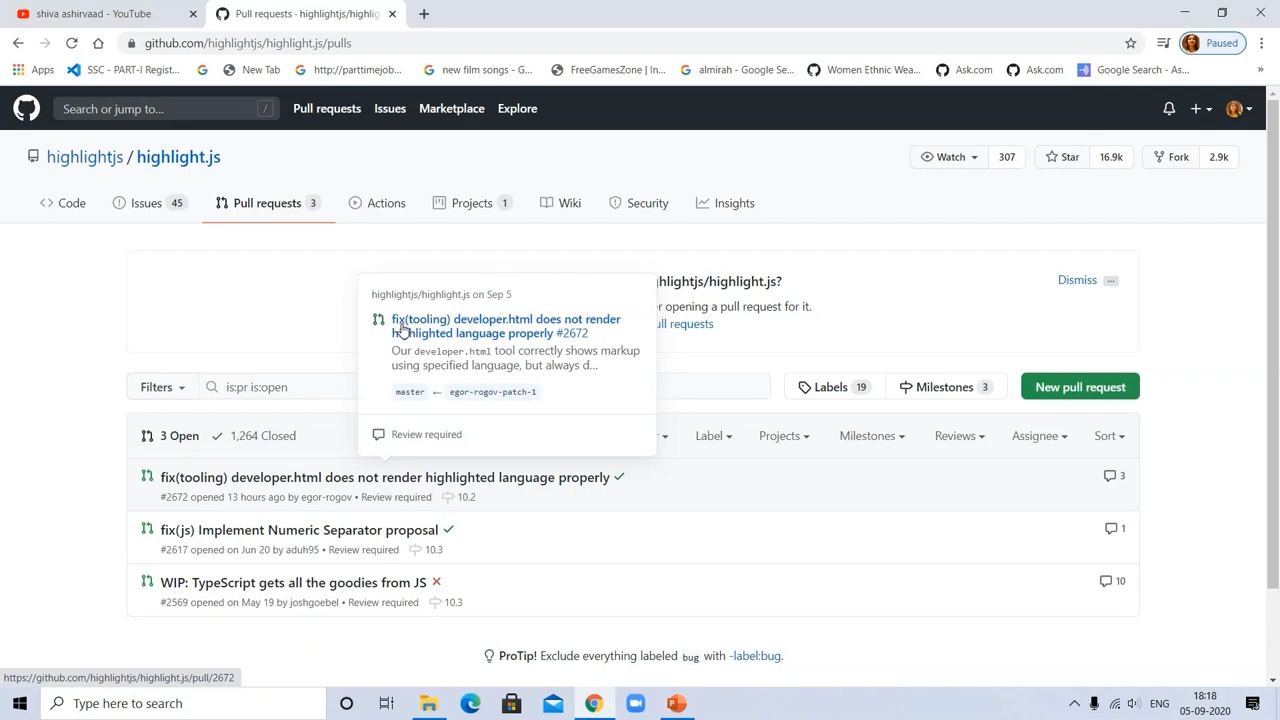 shiva ashirvaad - YouTube
Pull requests · highlightjs/highlig
github.com/highlightjs/highlight.js/pulls
Paused
Apps
SSC - PART-I Regist...
New Tab
http://parttimejob...
new film songs - G...
FreeGamesZone | In...
almirah - Google Se...
Women Ethnic Wea...
Ask.com
Ask.com
Google Search - As...
»
Search or jump to...
/
Pull requests
Issues
Marketplace
Explore
highlightjs / highlight.js
Watch
307
Star
16.9k
Fork
2.9k
Code
Issues 45
Pull requests 3
Actions
Projects 1
Wiki
Security
Insights
ghlightjs/highlight.js?
Dismiss
er opening a pull request for it.
ull requests
highlightjs/highlight.js on Sep 5
fix(tooling) developer.html does not render
highlighted language properly #2672
Our developer.html tool correctly shows markup
using specified language, but always d...
master ← egor-rogov-patch-1
Review required
Filters
is:pr is:open
Labels 19
Milestones 3
New pull request
3 Open
1,264 Closed
Label
Projects
Milestones
Reviews
Assignee
Sort
fix(tooling) developer.html does not render highlighted language properly
3
#2672 opened 13 hours ago by egor-rogov • Review required 10.2
fix(js) Implement Numeric Separator proposal
1
#2617 opened on Jun 20 by aduh95 • Review required 10.3
WIP: TypeScript gets all the goodies from JS
10
#2569 opened on May 19 by joshgoebel • Review required 10.3
ProTip! Exclude everything labeled bug with -label:bug.
https://github.com/highlightjs/highlight.js/pull/2672
Type here to search
ENG
18:18
05-09-2020